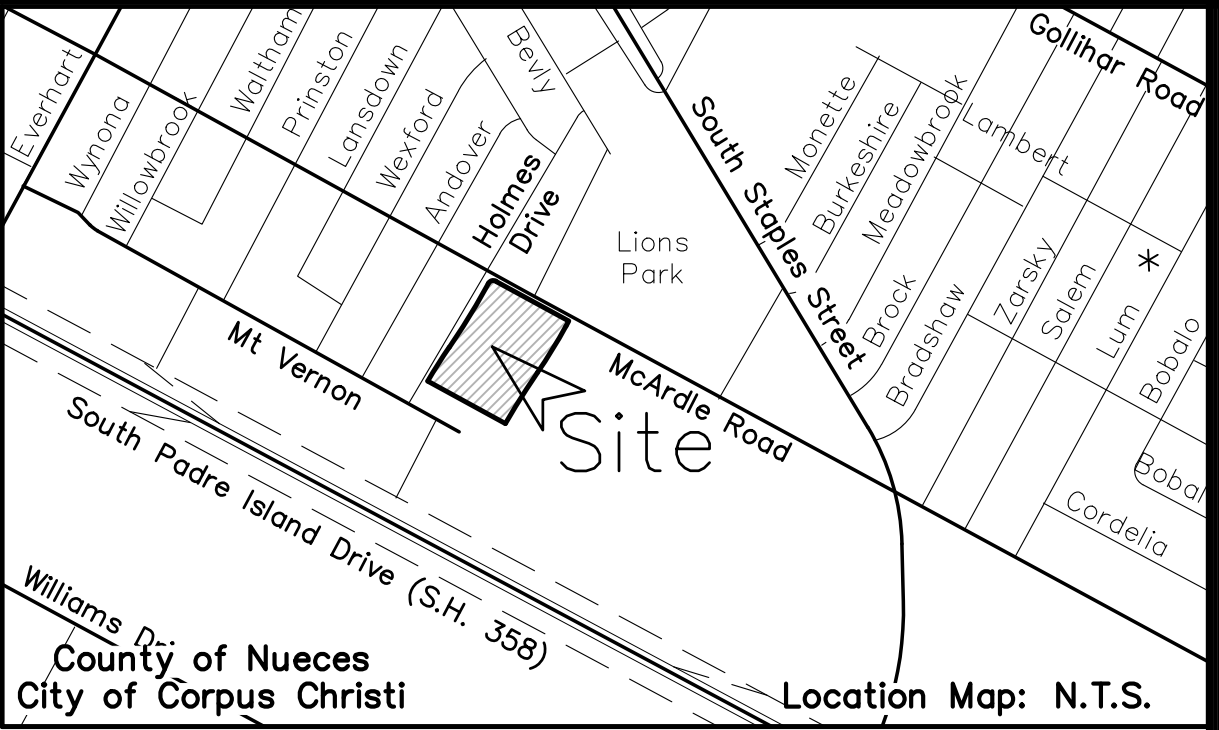 Gollihar Road
Everhart
Wynona
Willowbrook
Waltham
Prinston
Lansdown
Wexford
Andover
Bevly
Holmes
Drive
South Staples Street
Monette
Burkeshire
Meadowbrook
Lambert
Lions
Park
Brock
Bradshaw
Zarsky
Salem
Lum
*
Bobalo
Bobal
Cordelia
Mt Vernon
McArdle Road
Site
South Padre Island Drive (S.H. 358)
Williams Dr
County of Nueces
City of Corpus Christi
Location Map: N.T.S.